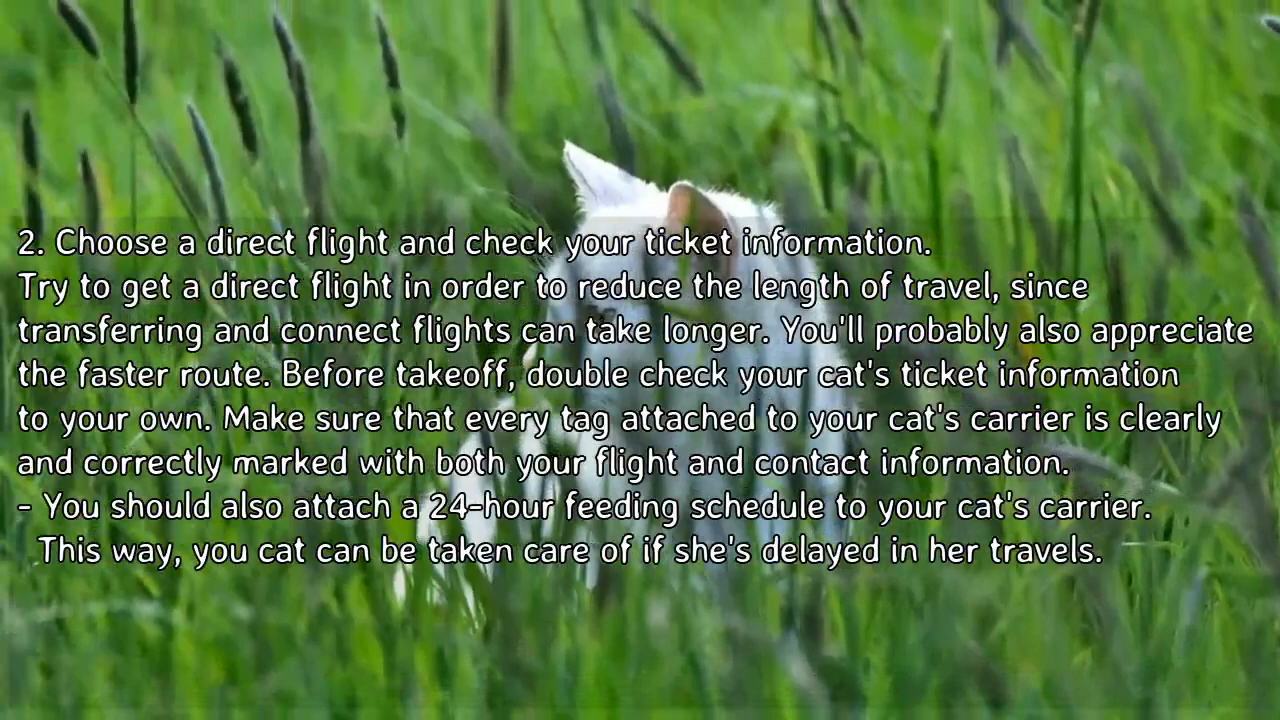 2. Choose a direct flight and check your ticket information.
Try to get a direct flight in order to reduce the length of travel, since
transferring and connect flights can take longer. You'll probably also appreciate
the faster route. Before takeoff, double check your cat's ticket information
to your own. Make sure that every tag attached to your cat's carrier is clearly
and correctly marked with both your flight and contact information.
- You should also attach a 24-hour feeding schedule to your cat's carrier.
This way, you cat can be taken care of if she's delayed in her travels.